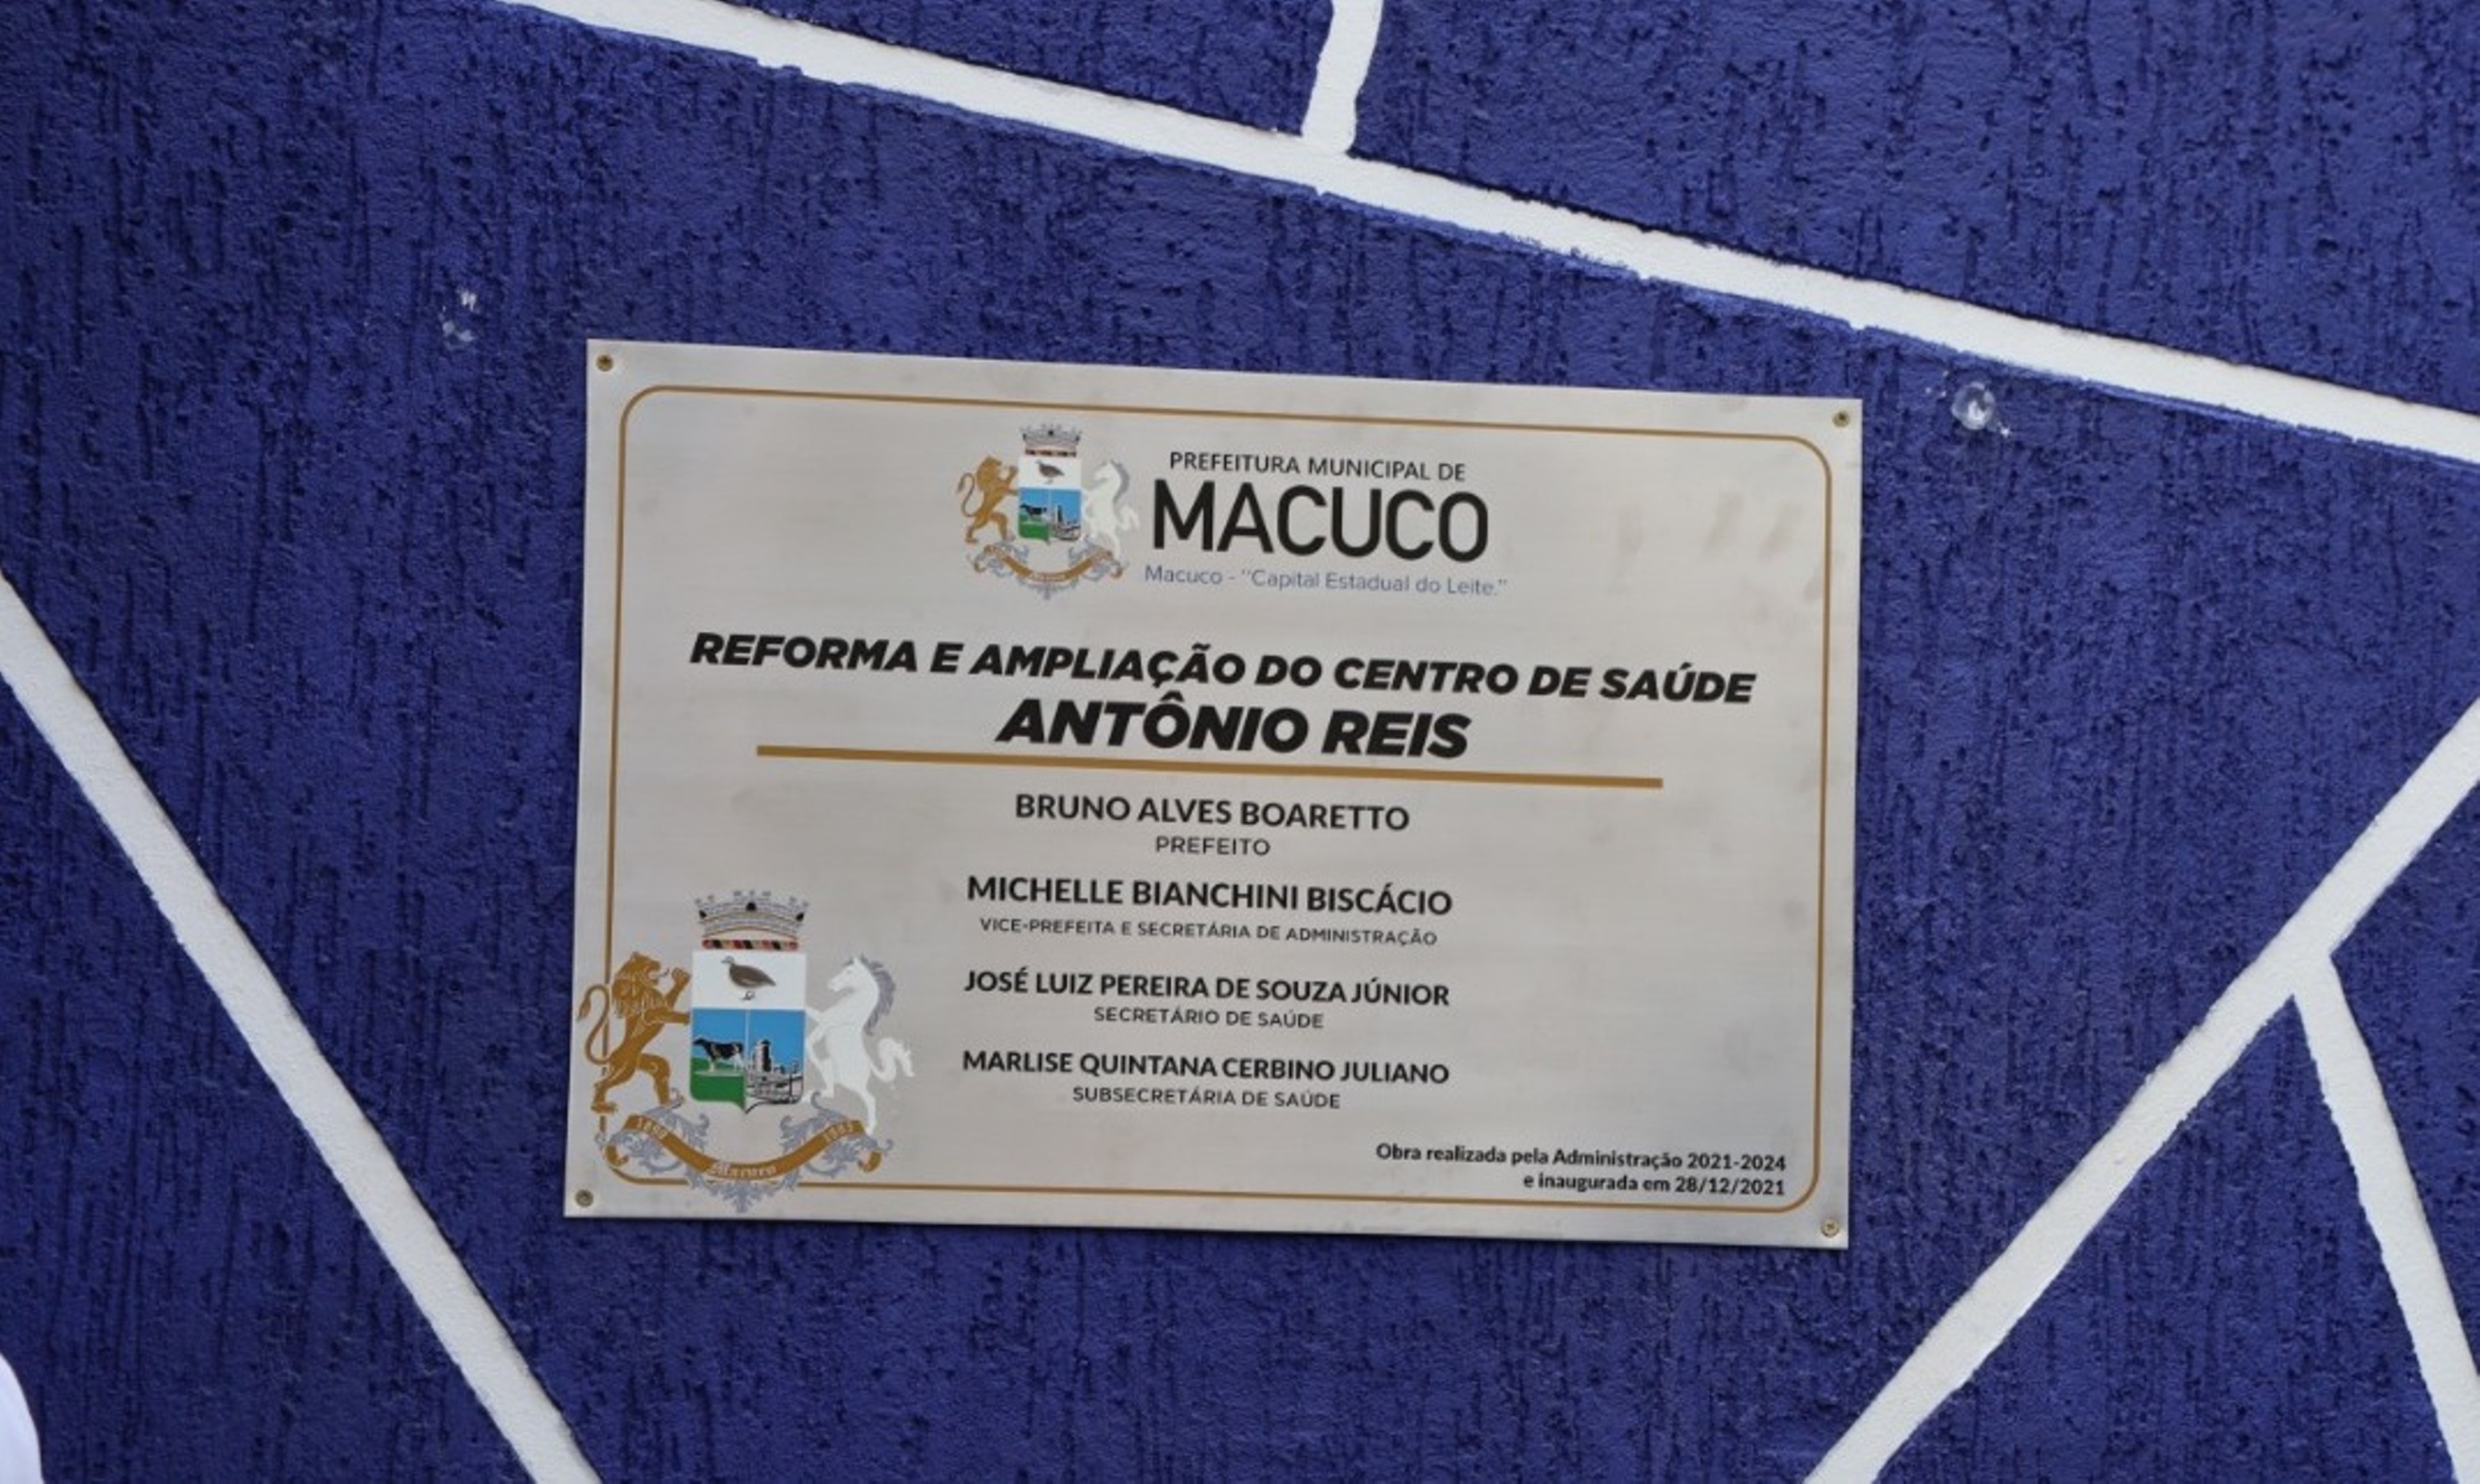 PREFEITURA MUNICIPAL DE
MACUCO
Macuco - "Capital Estadual do Leite."
REFORMA E AMPLIAÇÃO DO CENTRO DE SAÚDE
ANTÔNIO REIS
BRUNO ALVES BOARETTO
PREFEITO
MICHELLE BIANCHINI BISCÁCIO
VICE-PREFEITA E SECRETÁRIA DE ADMINISTRAÇÃO
JOSÉ LUIZ PEREIRA DE SOUZA JÚNIOR
SECRETÁRIO DE SAÚDE
MARLISE QUINTANA CERBINO JULIANO
SUBSECRETÁRIA DE SAÚDE
Macuco
Obra realizada pela Administração 2021-2024
e inaugurada em 28/12/2021